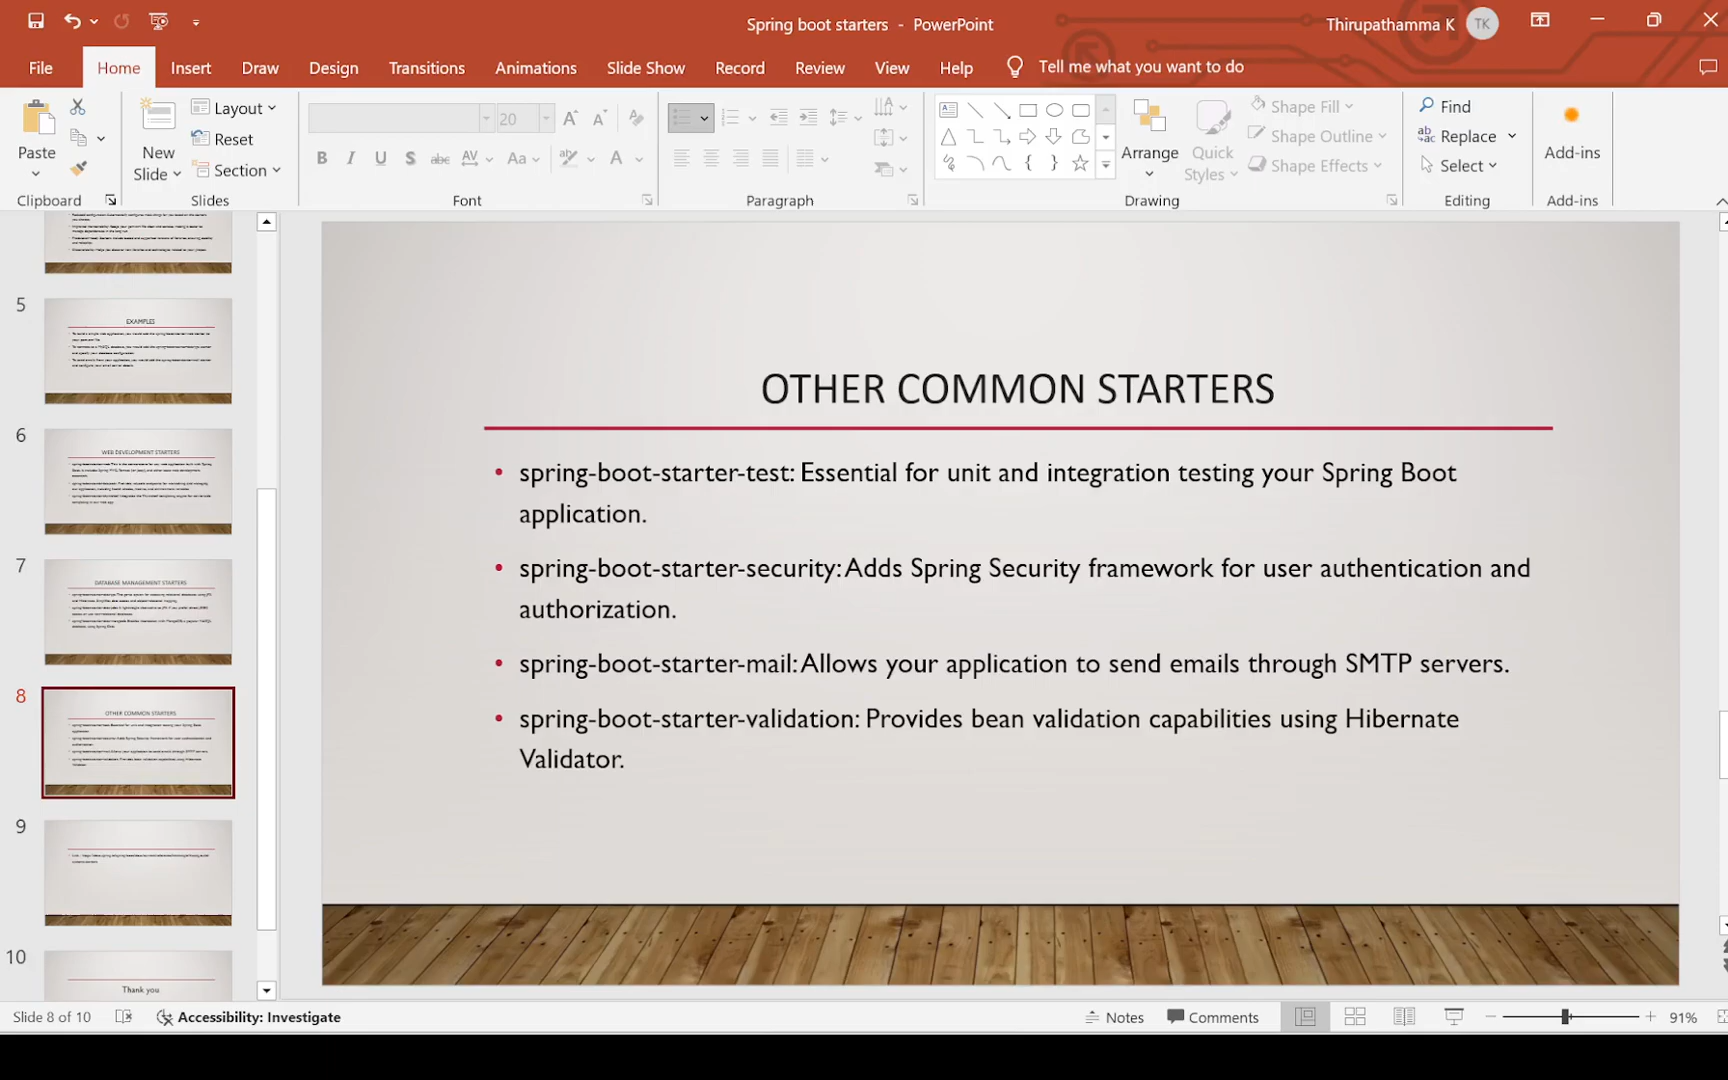 Spring boot starters - PowerPoint
Thirupathamma K
TK
File
Home
Insert
Draw
Design
Transitions
Animations
Slide Show
Record
Review
View
Help
Tell me what you want to do
Paste
Clipboard
New
Slide
Layout
Reset
Section
Slides
20
B I U S abc AV Aa A
Font
Paragraph
Arrange
Quick
Styles
Shape Fill
Shape Outline
Shape Effects
Drawing
Find
Replace
Select
Editing
Add-ins
Add-ins
5
EXAMPLES
6
WEB DEVELOPMENT STARTERS
7
DATABASE MANAGEMENT STARTERS
8
OTHER COMMON STARTERS
9
10
Thank you
OTHER COMMON STARTERS
• spring-boot-starter-test: Essential for unit and integration testing your Spring Boot
application.
• spring-boot-starter-security: Adds Spring Security framework for user authentication and
authorization.
• spring-boot-starter-mail: Allows your application to send emails through SMTP servers.
• spring-boot-starter-validation: Provides bean validation capabilities using Hibernate
Validator.
Slide 8 of 10
Accessibility: Investigate
Notes
Comments
91%